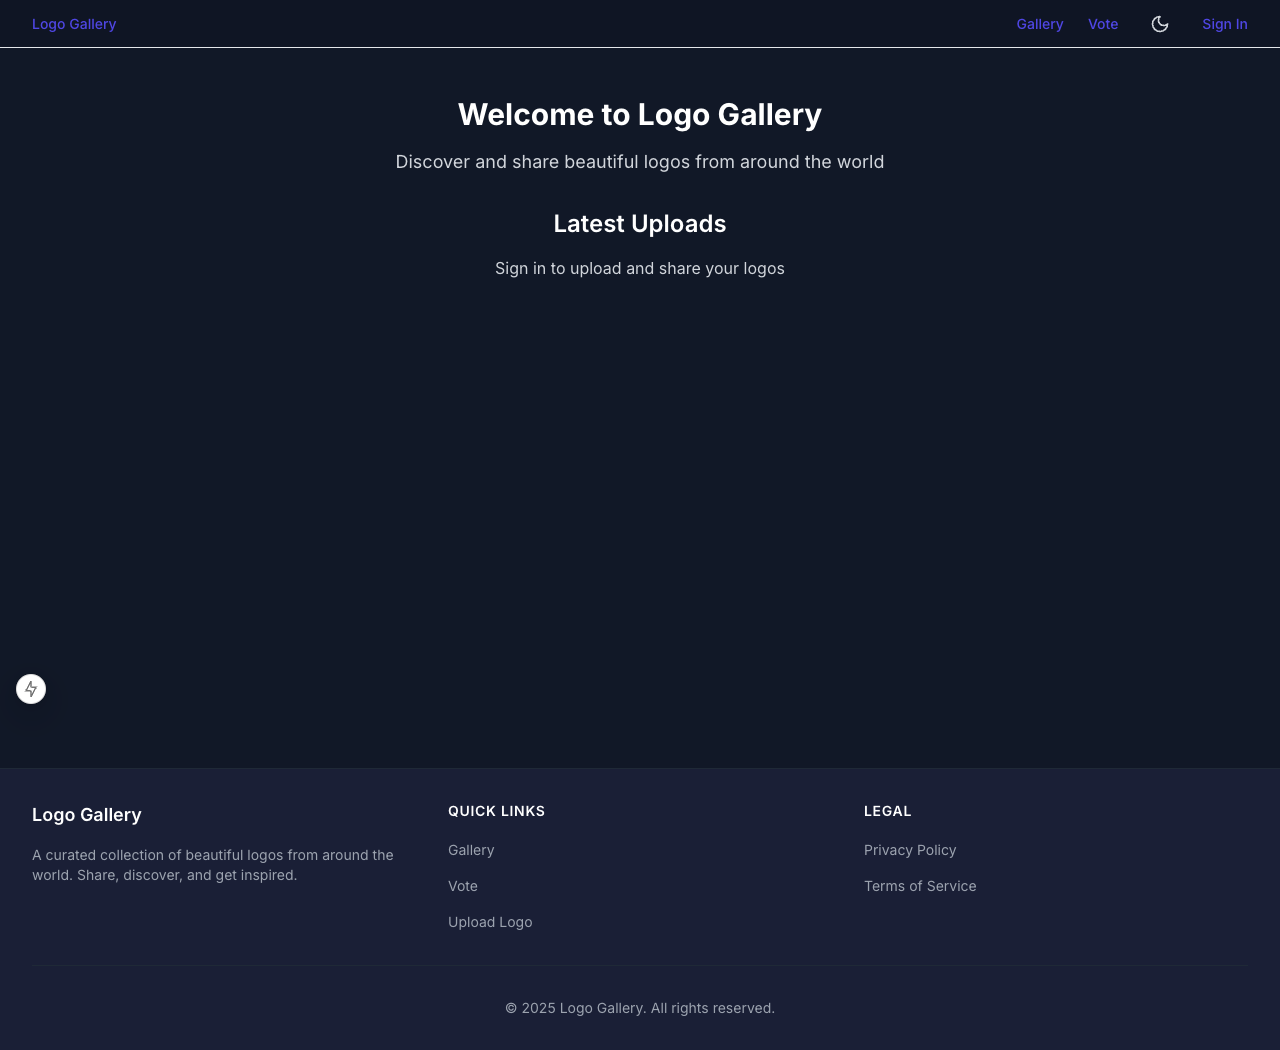 Logo Gallery
Gallery
Vote
Sign In
Welcome to Logo Gallery
Discover and share beautiful logos from around the world
Latest Uploads
Sign in to upload and share your logos
Logo Gallery
A curated collection of beautiful logos from around the
world. Share, discover, and get inspired.
QUICK LINKS
Gallery
Vote
Upload Logo
LEGAL
Privacy Policy
Terms of Service
© 2025 Logo Gallery. All rights reserved.